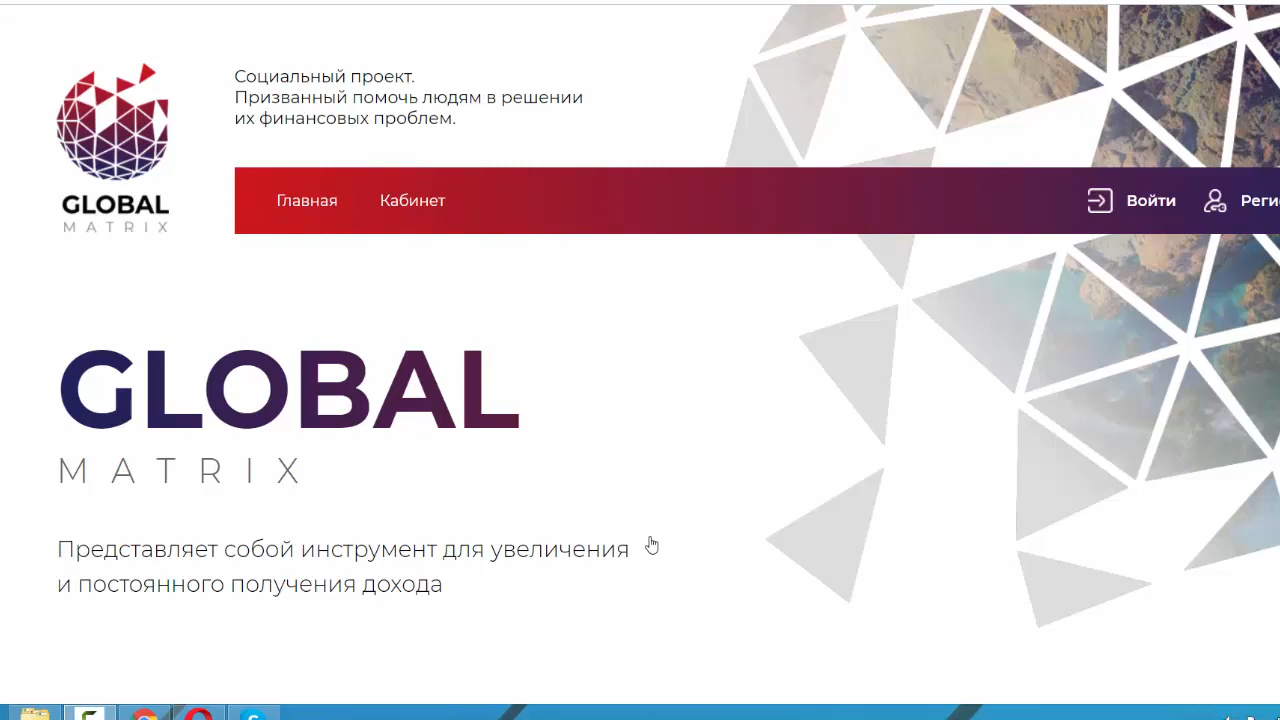 Социальный проект.
Призванный помочь людям в решении
их финансовых проблем.
GLOBAL
MATRIX
Главная
Кабинет
Войти
GLOBAL
MATRIX
Представляет собой инструмент для увеличения
и постоянного получения дохода